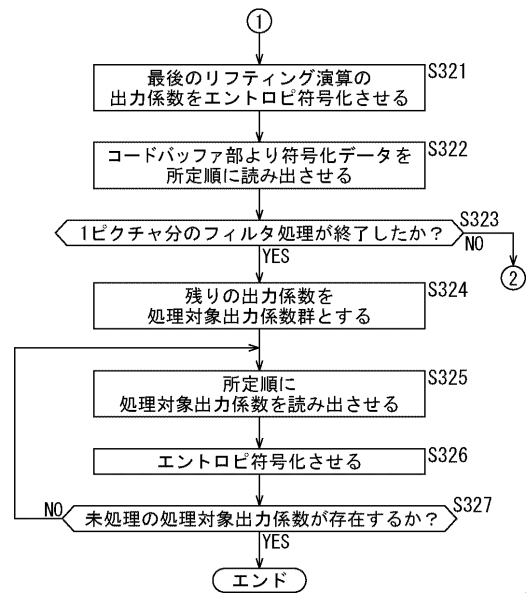 1
最後のリフティング演算の
出力係数をエントロピ符号化させる
S321
コードバッファ部より符号化データを
所定順に読み出させる
S322
1ピクチャ分のフィルタ処理が終了したか？
S323
NO
YES
2
残りの出力係数を
処理対象出力係数群とする
S324
所定順に
処理対象出力係数を読み出させる
S325
エントロピ符号化させる
S326
NO
未処理の処理対象出力係数が存在するか？
S327
YES
エンド